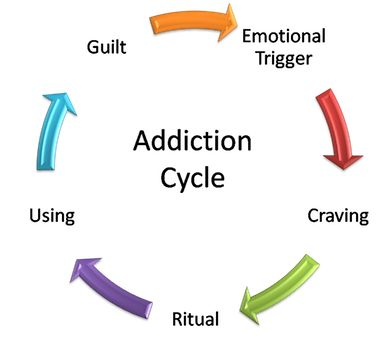 Guilt
Emotional
Trigger
Addiction
Cycle
Using
Craving
Ritual